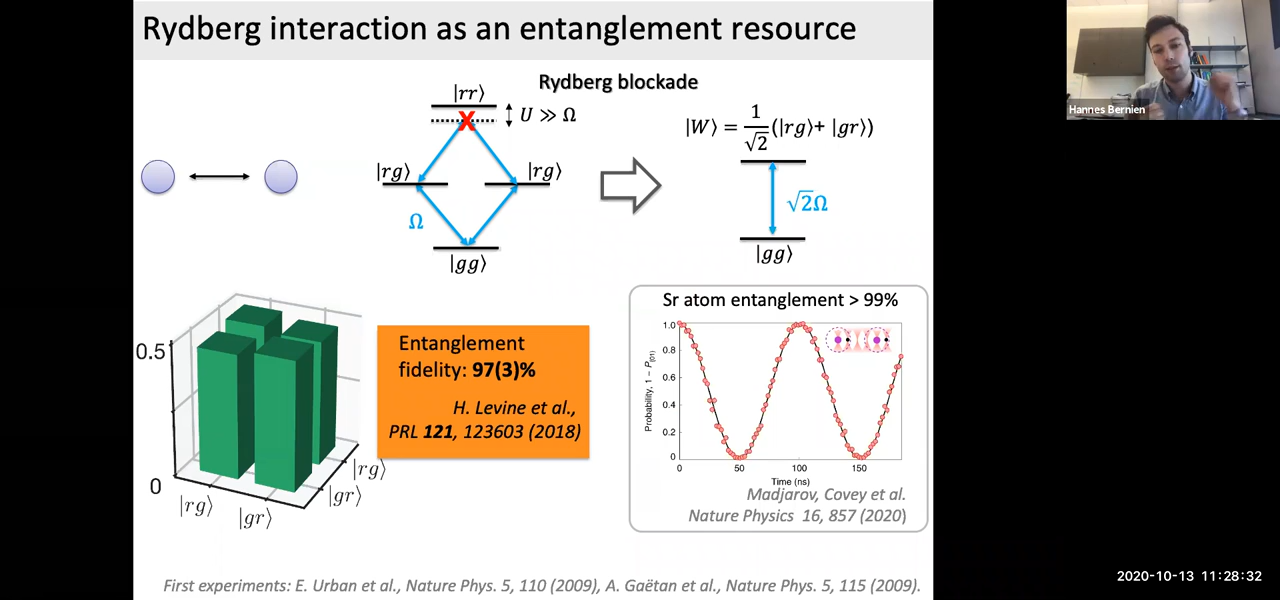 Rydberg interaction as an entanglement resource
Hannes Bernien
Rydberg blockade
|rr⟩
U ≫ Ω
|rg⟩
|rg⟩
Ω
|gg⟩
|W⟩ = 1/√2 (|rg⟩+ |gr⟩)
√2Ω
|gg⟩
0.5
0
|rg⟩
|gr⟩
|gr⟩
|rg⟩
Entanglement
fidelity: 97(3)%
H. Levine et al.,
PRL 121, 123603 (2018)
Sr atom entanglement > 99%
Probability, 1 − P(01)
1.0
0.8
0.6
0.4
0.2
0
0 50 100 150
Time (ns)
Madjarov, Covey et al.
Nature Physics 16, 857 (2020)
First experiments: E. Urban et al., Nature Phys. 5, 110 (2009), A. Gaëtan et al., Nature Phys. 5, 115 (2009).
2020-10-13 11:28:32